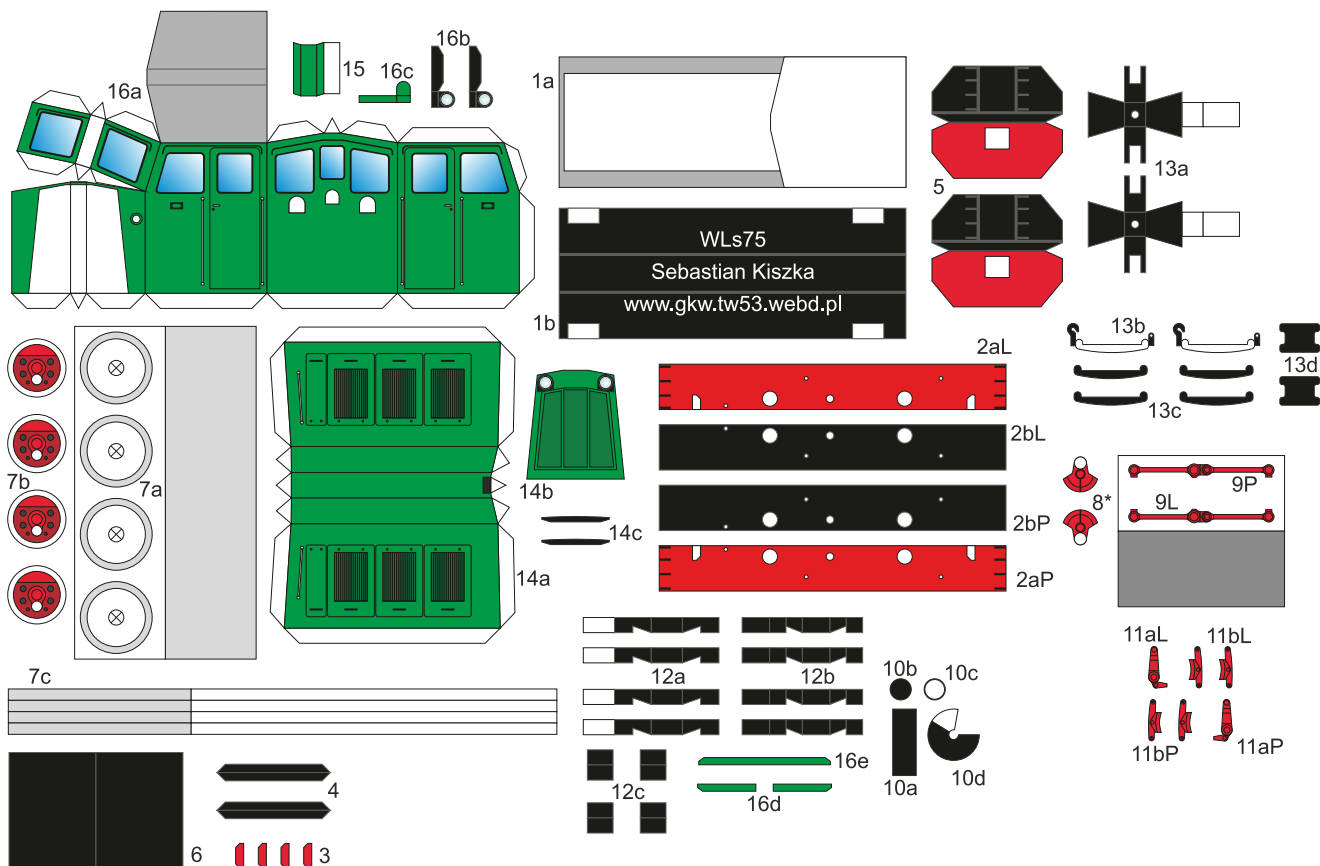 16a
15
16c
16b
1a
5
13a
WLs75
Sebastian Kiszka
www.gkw.tw53.webd.pl
1b
13b
13d
13c
2aL
2bL
2bP
2aP
7b
7a
14b
14c
14a
8*
9P
9L
11aL
11bL
11bP
11aP
7c
12a
12b
10b
10c
10a
10d
12c
16e
16d
4
6
3